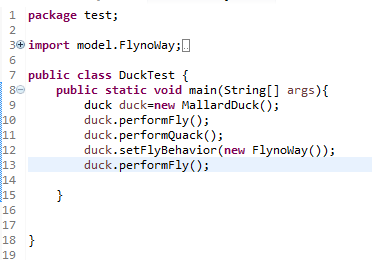 1 package test;
2
3 import model.FlynoWay;
6
7 public class DuckTest {
8 public static void main(String[] args){
9 duck duck=new MallardDuck();
10 duck.performFly();
11 duck.performQuack();
12 duck.setFlyBehavior(new FlynoWay());
13 duck.performFly();
14
15 }
16
17
18 }
19